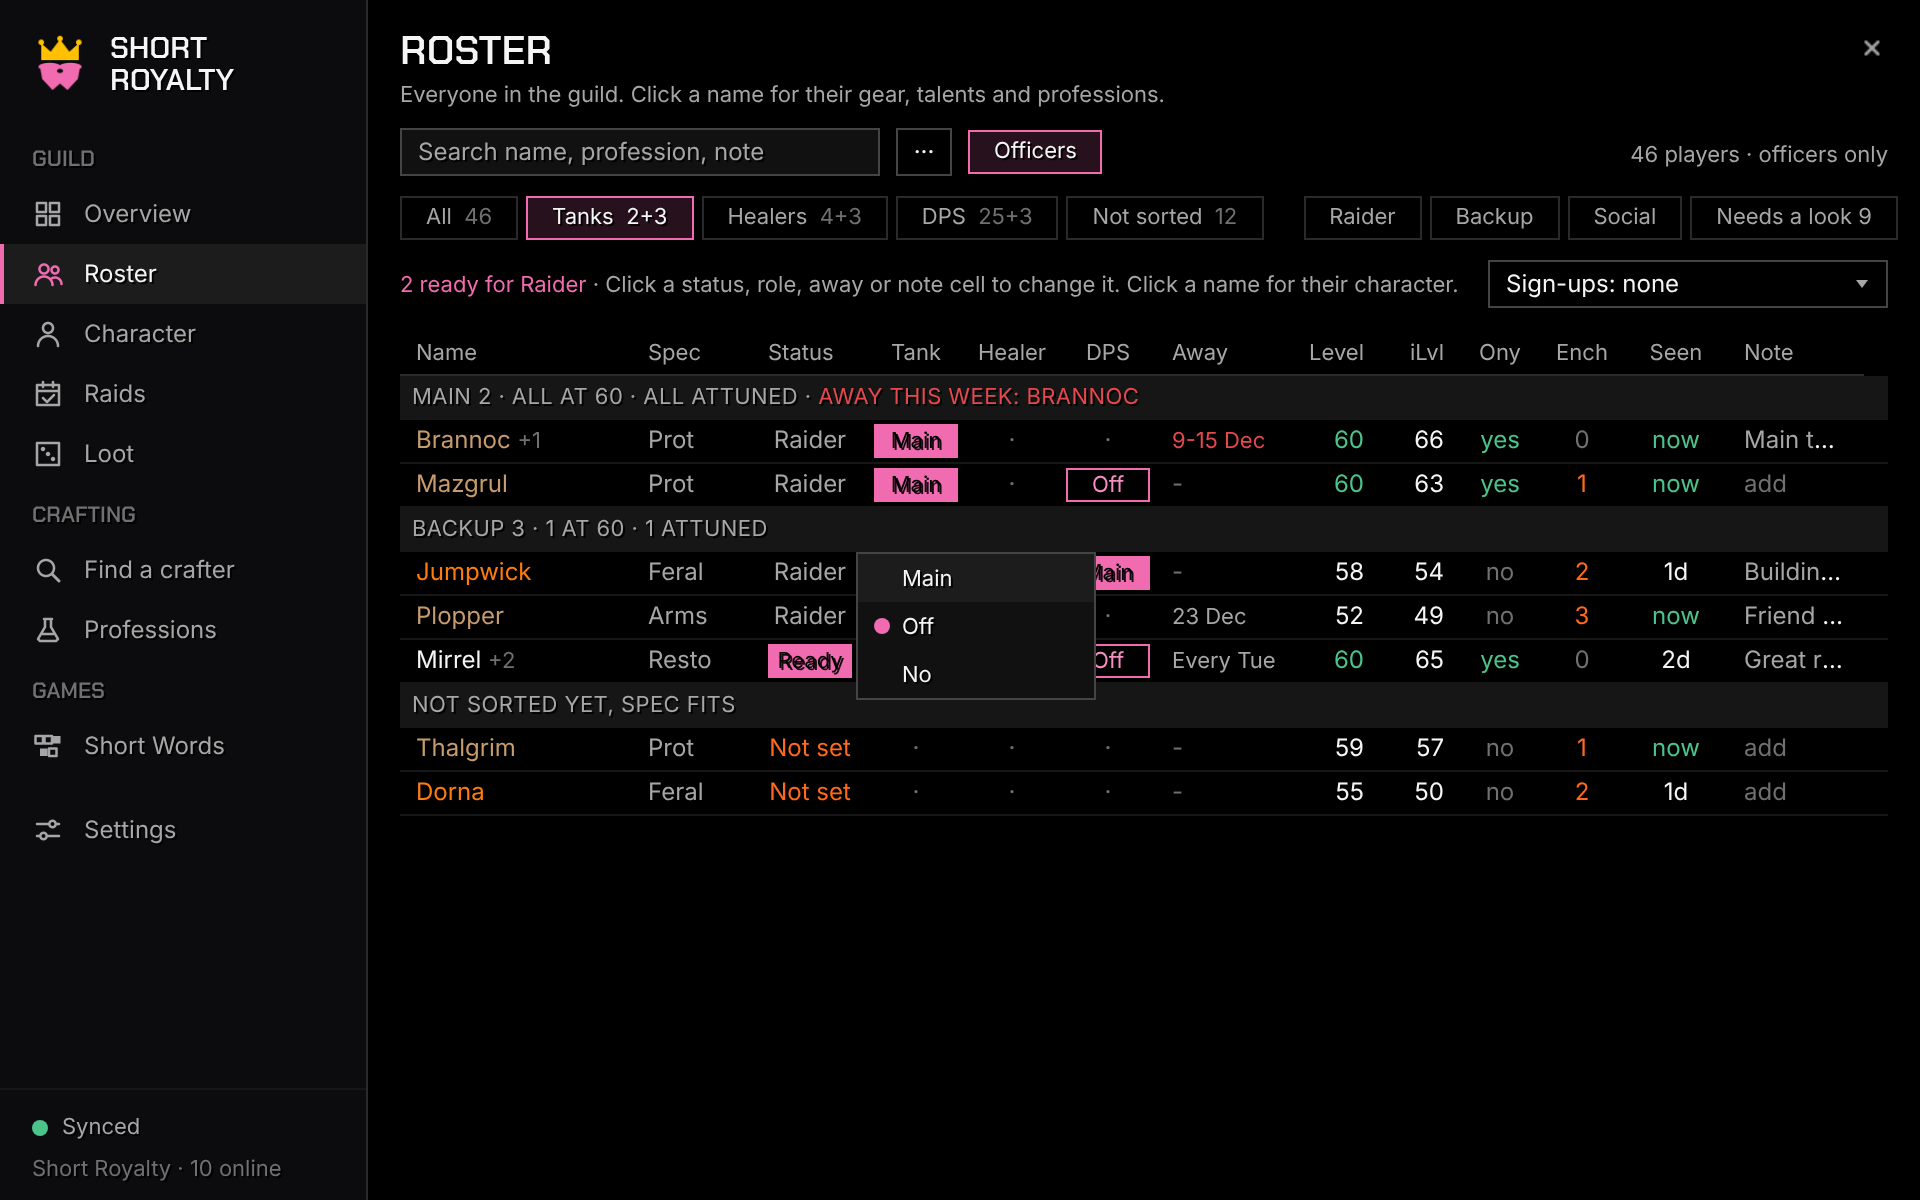 SHORT
ROYALTY
GUILD
Overview
Roster
Character
Raids
Loot
CRAFTING
Find a crafter
Professions
GAMES
Short Words
Settings
Synced
Short Royalty · 10 online
ROSTER
Everyone in the guild. Click a name for their gear, talents and professions.
Search name, profession, note ··· Officers 46 players · officers only
All 46 Tanks 2+3 Healers 4+3 DPS 25+3 Not sorted 12 Raider Backup Social Needs a look 9
2 ready for Raider · Click a status, role, away or note cell to change it. Click a name for their character. Sign-ups: none
Name Spec Status Tank Healer DPS Away Level iLvl Ony Ench Seen Note
MAIN 2 · ALL AT 60 · ALL ATTUNED · AWAY THIS WEEK: BRANNOC
Brannoc +1 Prot Raider Main · · 9-15 Dec 60 66 yes 0 now Main t...
Mazgrul Prot Raider Main · Off - 60 63 yes 1 now add
BACKUP 3 · 1 AT 60 · 1 ATTUNED
Jumpwick Feral Raider Main - 58 54 no 2 1d Buildin...
Plopper Arms Raider · 23 Dec 52 49 no 3 now Friend ...
Mirrel +2 Resto Ready Off Every Tue 60 65 yes 0 2d Great r...
Main
Off
No
NOT SORTED YET, SPEC FITS
Thalgrim Prot Not set · · · - 59 57 no 1 now add
Dorna Feral Not set · · · - 55 50 no 2 1d add